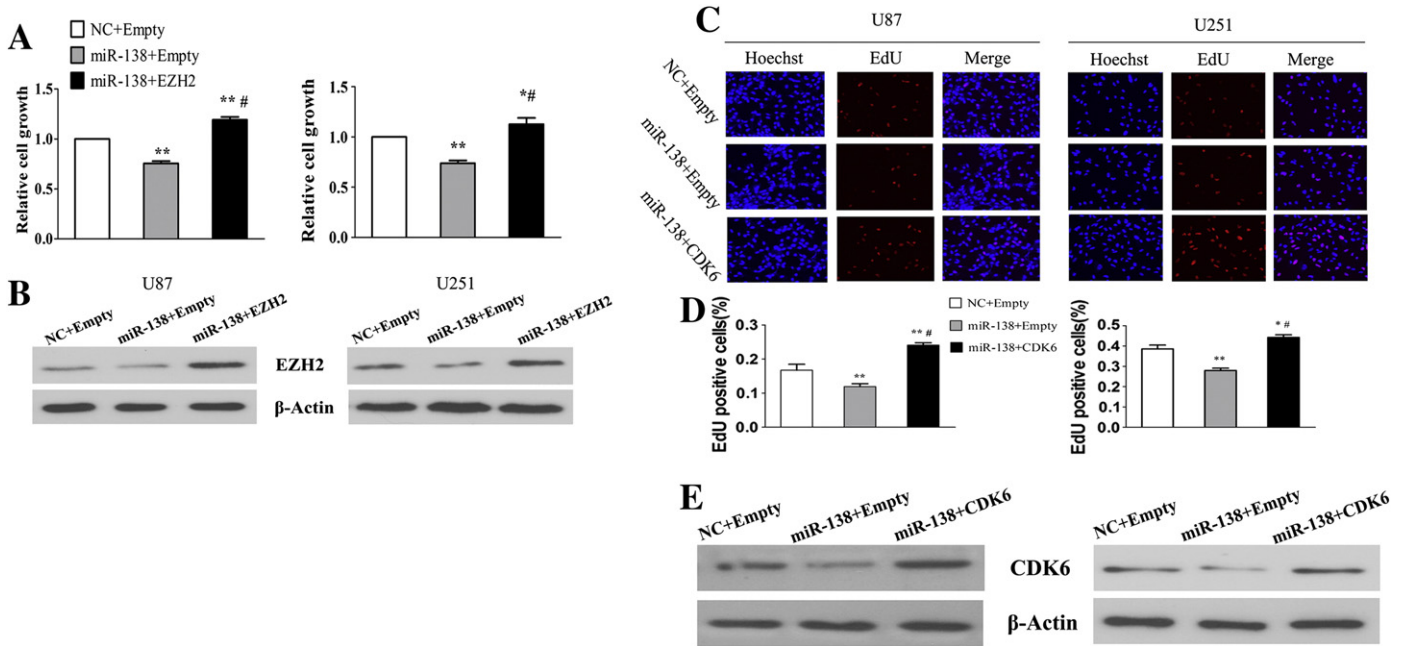 A
NC+Empty
miR-138+Empty
miR-138+EZH2
Relative cell growth
1.5
1.0
0.5
0.0
**
** #
Relative cell growth
1.5
1.0
0.5
0.0
**
*#
B
U87
U251
NC+Empty
miR-138+Empty
miR-138+EZH2
NC+Empty
miR-138+Empty
miR-138+EZH2
EZH2
β-Actin
C
U87
U251
Hoechst EdU Merge
Hoechst EdU Merge
NC+Empty
miR-138+Empty
miR-138+CDK6
D
NC+Empty
miR-138+Empty
miR-138+CDK6
EdU positive cells(%)
0.3
0.2
0.1
0.0
**
** #
EdU positive cells(%)
0.5
0.4
0.3
0.2
0.1
0.0
**
* #
E
NC+Empty
miR-138+Empty
miR-138+CDK6
NC+Empty
miR-138+Empty
miR-138+CDK6
CDK6
β-Actin